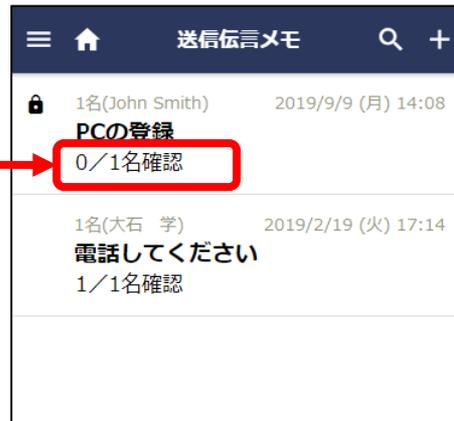 送信伝言メモ
1名(John Smith) 2019/9/9 (月) 14:08
PCの登録
0／1名確認
1名(大石　学) 2019/2/19 (火) 17:14
電話してください
1／1名確認